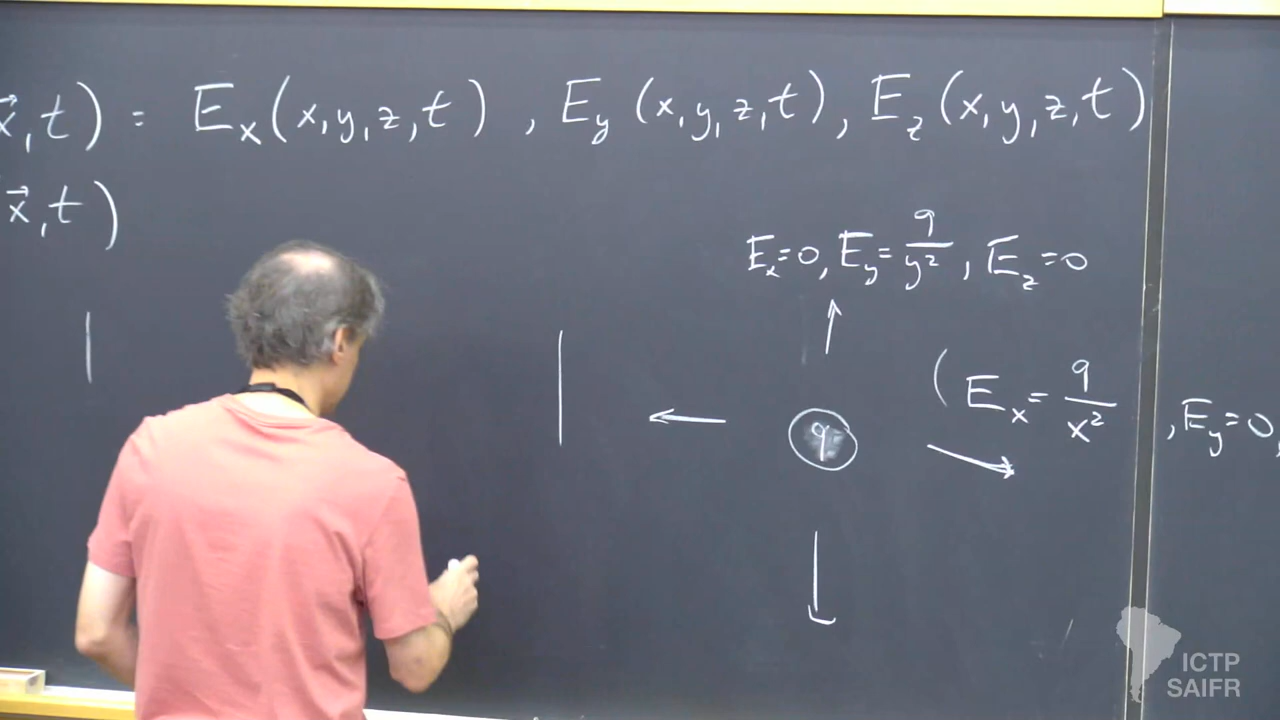 x⃗,t) = Eₓ(x,y,z,t) , E_y (x,y,z,t), E_z (x,y,z,t)
x⃗,t)
Eₓ=0, E_y= q/y², E_z=0
(Eₓ= q/x² , E_y=0,
q
ICTP
SAIFR